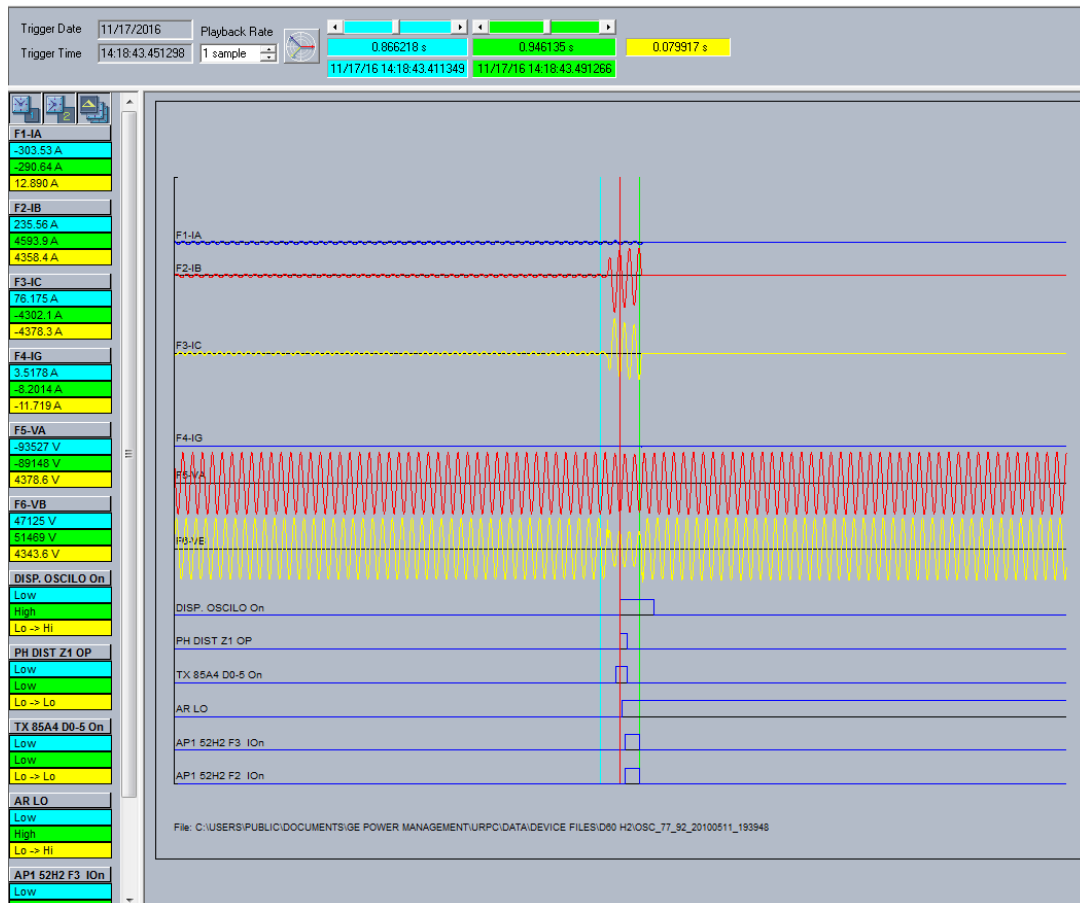 Trigger Date 11/17/2016 Playback Rate
Trigger Time 14:18:43.451298 1 sample
0.866218 s 0.946135 s 0.079917 s
11/17/16 14:18:43.411349 11/17/16 14:18:43.491266
1 2
F1-IA
-303.53 A
-290.64 A
12.890 A
F2-IB
235.56 A
4593.9 A
4358.4 A
F3-IC
76.175 A
-4302.1 A
-4378.3 A
F4-IG
3.5178 A
-8.2014 A
-11.719 A
F5-VA
-93527 V
-89148 V
4378.6 V
F6-VB
47125 V
51469 V
4343.6 V
DISP. OSCILO On
Low
High
Lo -> Hi
PH DIST Z1 OP
Low
Low
Lo -> Lo
TX 85A4 D0-5 On
Low
Low
Lo -> Lo
AR LO
Low
High
Lo -> Hi
AP1 52H2 F3 IOn
Low
F1-IA
F2-IB
F3-IC
F4-IG
F5-VA
F6-VB
DISP. OSCILO On
PH DIST Z1 OP
TX 85A4 D0-5 On
AR LO
AP1 52H2 F3 IOn
AP1 52H2 F2 IOn
File: C:\USERS\PUBLIC\DOCUMENTS\GE POWER MANAGEMENT\URPC\DATA\DEVICE FILES\D60 H2\OSC_77_92_20100511_193948